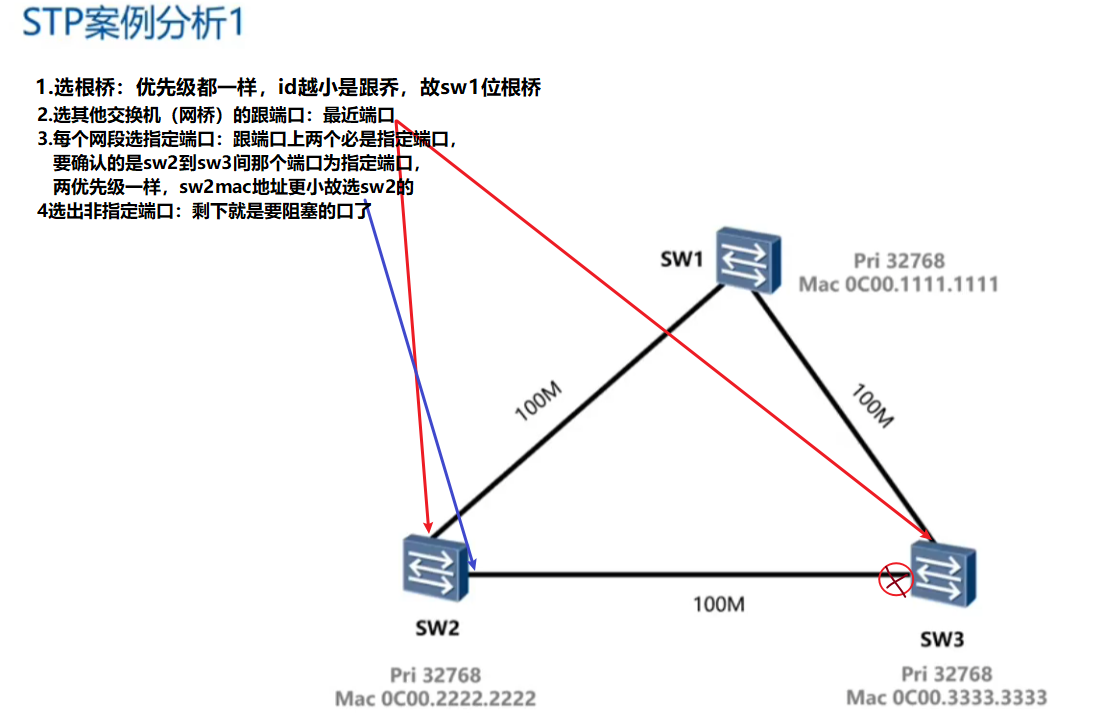 STP案例分析1
1.选根桥：优先级都一样，id越小是跟乔，故sw1位根桥
2.选其他交换机（网桥）的跟端口：最近端口
3.每个网段选指定端口：跟端口上两个必是指定端口，
要确认的是sw2到sw3间那个端口为指定端口，
两优先级一样，sw2mac地址更小故选sw2的
4选出非指定端口：剩下就是要阻塞的口了
SW1
Pri 32768
Mac 0C00.1111.1111
100M
100M
100M
SW2
Pri 32768
Mac 0C00.2222.2222
SW3
Pri 32768
Mac 0C00.3333.3333